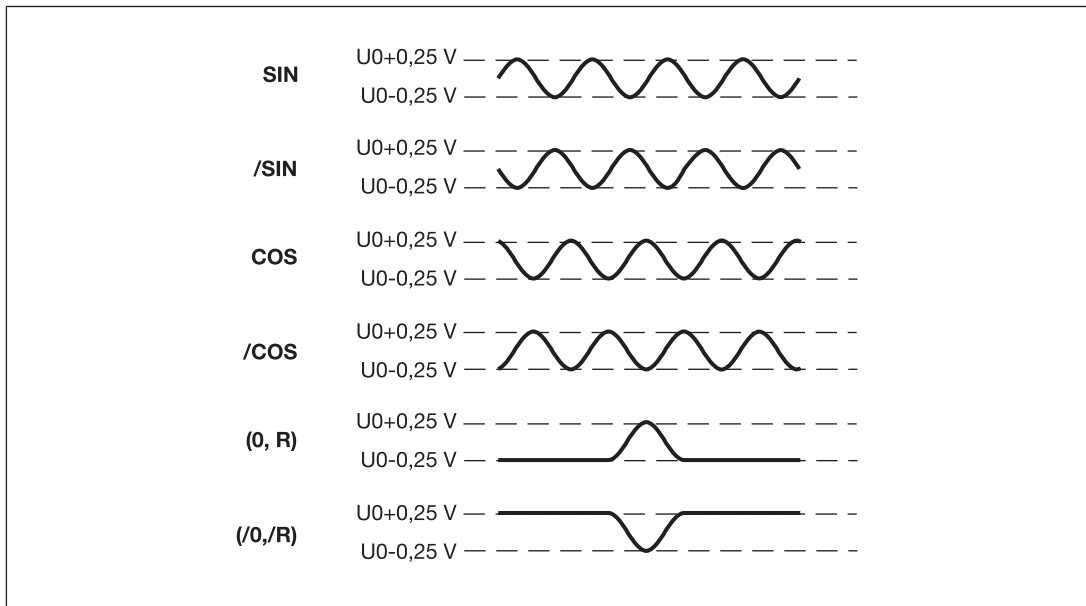 U0+0,25 V
SIN
U0-0,25 V
U0+0,25 V
/SIN
U0-0,25 V
U0+0,25 V
COS
U0-0,25 V
U0+0,25 V
/COS
U0-0,25 V
U0+0,25 V
(0, R)
U0-0,25 V
U0+0,25 V
(/0,/R)
U0-0,25 V